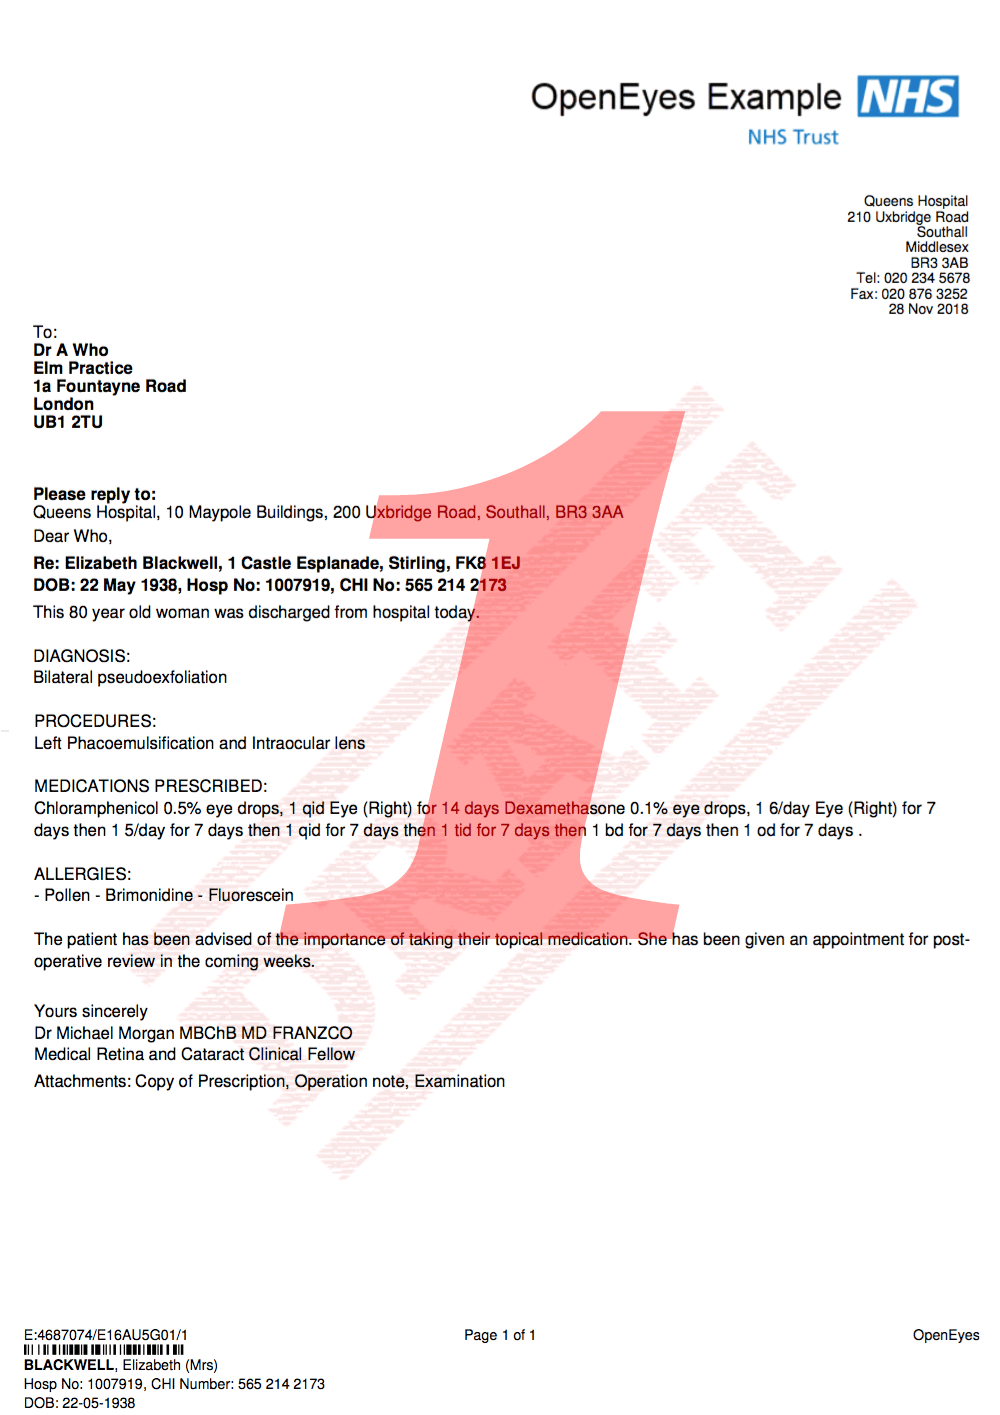 OpenEyes Example NHS
NHS Trust
Queens Hospital
210 Uxbridge Road
Southall
Middlesex
BR3 3AB
Tel: 020 234 5678
Fax: 020 876 3252
28 Nov 2018
To:
Dr A Who
Elm Practice
1a Fountayne Road
London
UB1 2TU
Please reply to:
Queens Hospital, 10 Maypole Buildings, 200 Uxbridge Road, Southall, BR3 3AA
Dear Who,
Re: Elizabeth Blackwell, 1 Castle Esplanade, Stirling, FK8 1EJ
DOB: 22 May 1938, Hosp No: 1007919, CHI No: 565 214 2173
This 80 year old woman was discharged from hospital today.
DIAGNOSIS:
Bilateral pseudoexfoliation
PROCEDURES:
Left Phacoemulsification and Intraocular lens
MEDICATIONS PRESCRIBED:
Chloramphenicol 0.5% eye drops, 1 qid Eye (Right) for 14 days Dexamethasone 0.1% eye drops, 1 6/day Eye (Right) for 7
days then 1 5/day for 7 days then 1 qid for 7 days then 1 tid for 7 days then 1 bd for 7 days then 1 od for 7 days .
ALLERGIES:
- Pollen - Brimonidine - Fluorescein
The patient has been advised of the importance of taking their topical medication. She has been given an appointment for post-
operative review in the coming weeks.
Yours sincerely
Dr Michael Morgan MBChB MD FRANZCO
Medical Retina and Cataract Clinical Fellow
Attachments: Copy of Prescription, Operation note, Examination
DRAFT
1
E:4687074/E16AU5G01/1
Page 1 of 1
OpenEyes
BLACKWELL, Elizabeth (Mrs)
Hosp No: 1007919, CHI Number: 565 214 2173
DOB: 22-05-1938